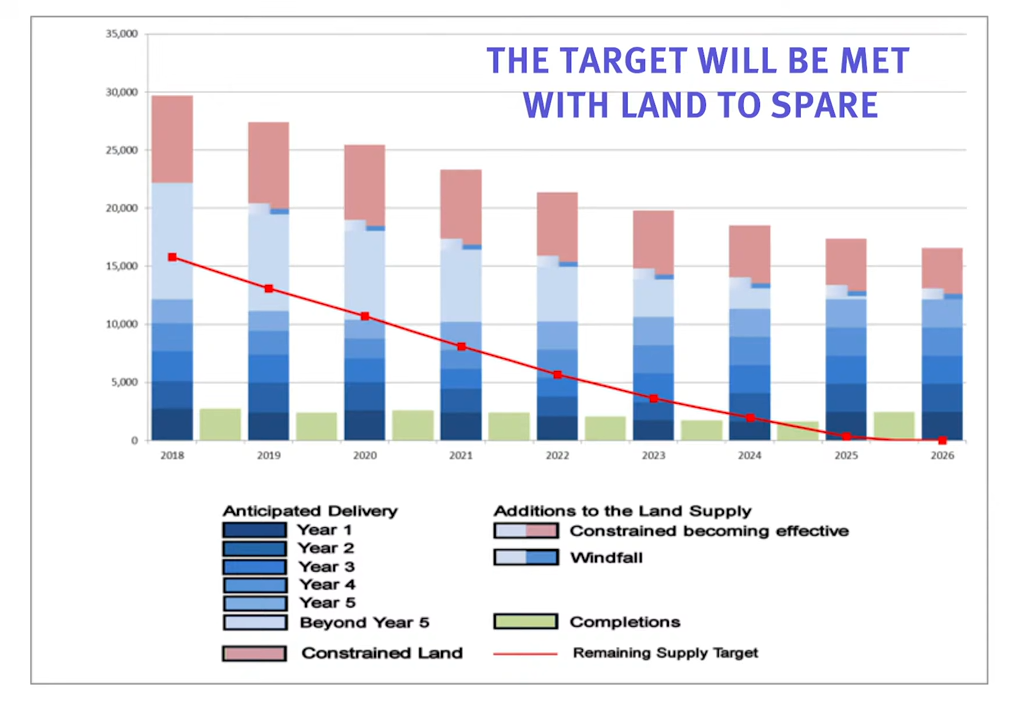 THE TARGET WILL BE MET
WITH LAND TO SPARE
35,000
30,000
25,000
20,000
15,000
10,000
5,000
0
2018 2019 2020 2021 2022 2023 2024 2025 2026
Anticipated Delivery
Year 1
Year 2
Year 3
Year 4
Year 5
Beyond Year 5
Constrained Land
Additions to the Land Supply
Constrained becoming effective
Windfall
Completions
Remaining Supply Target